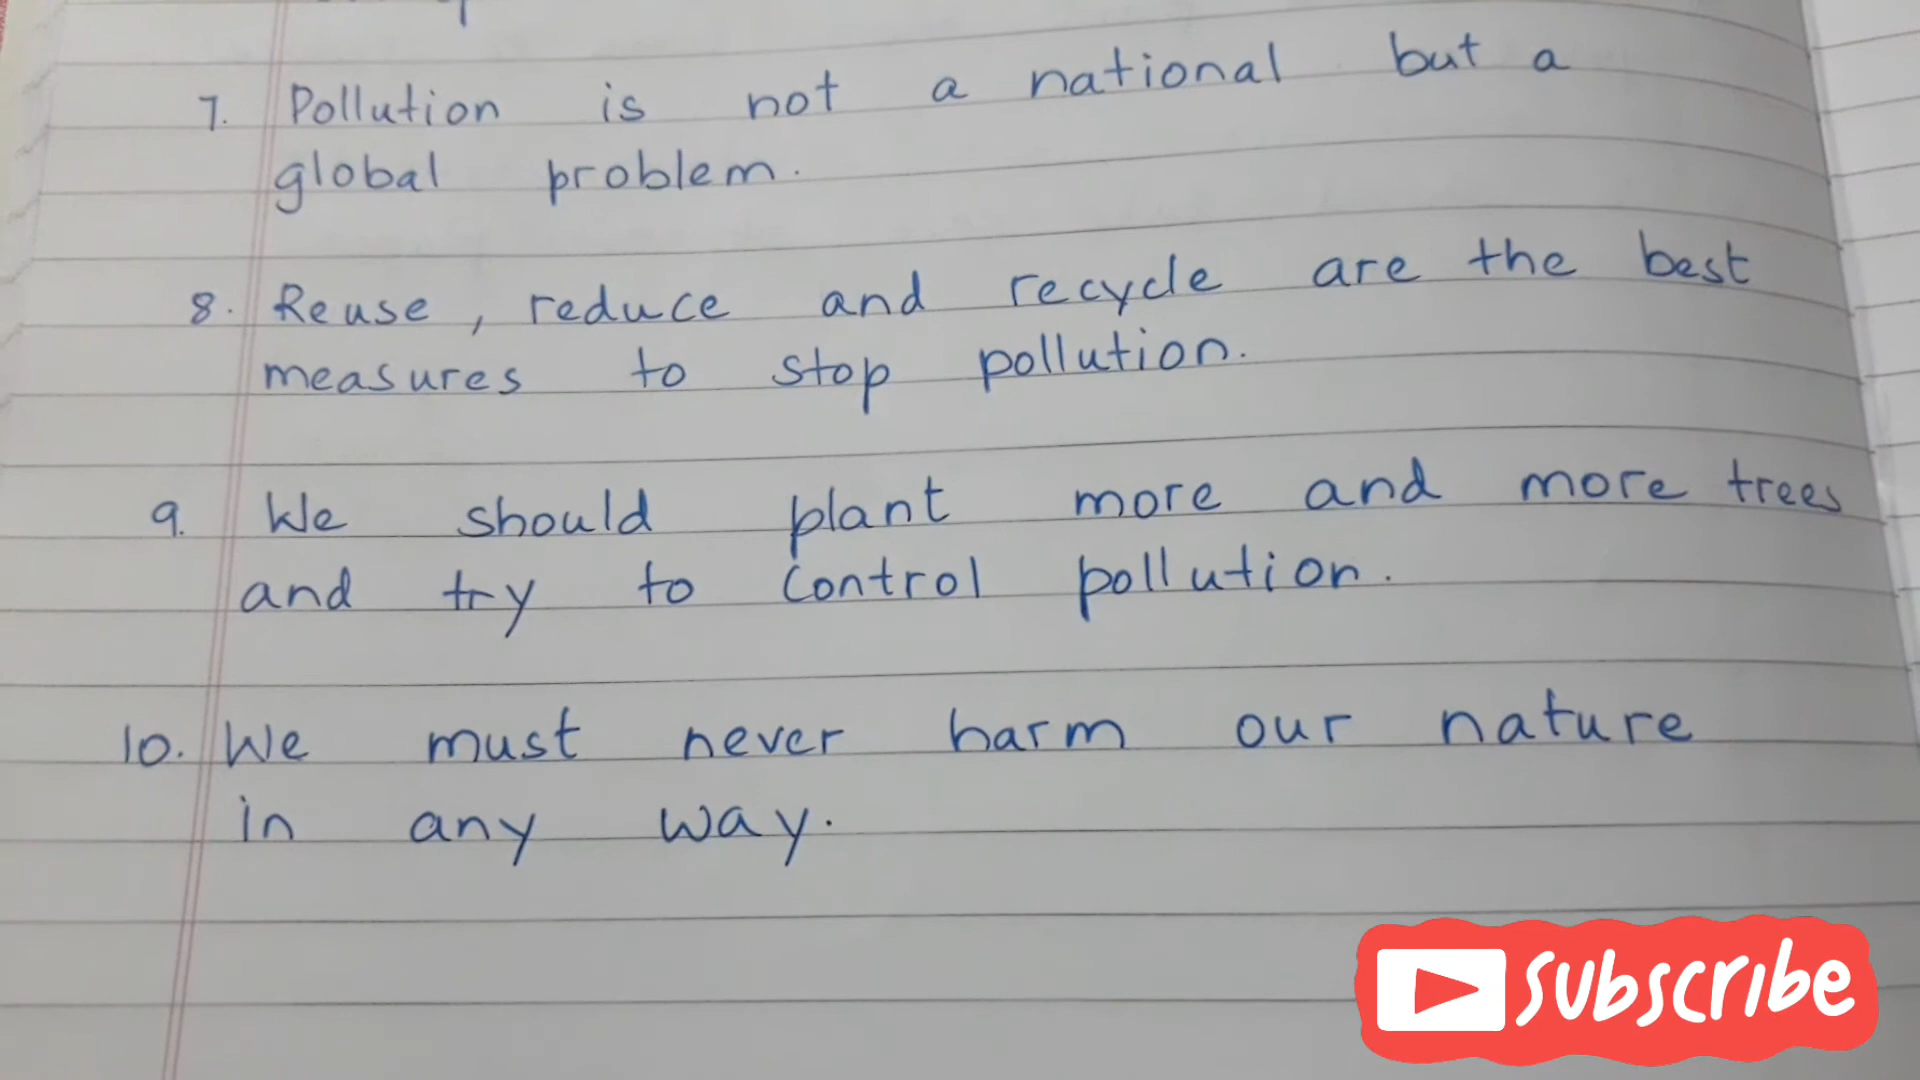 7. Pollution is not a national but a
global problem.
8. Reuse, reduce and recycle are the best
measures to stop pollution.
9. We should plant more and more trees
and try to control pollution.
10. We must never harm our nature
in any way.
Subscribe